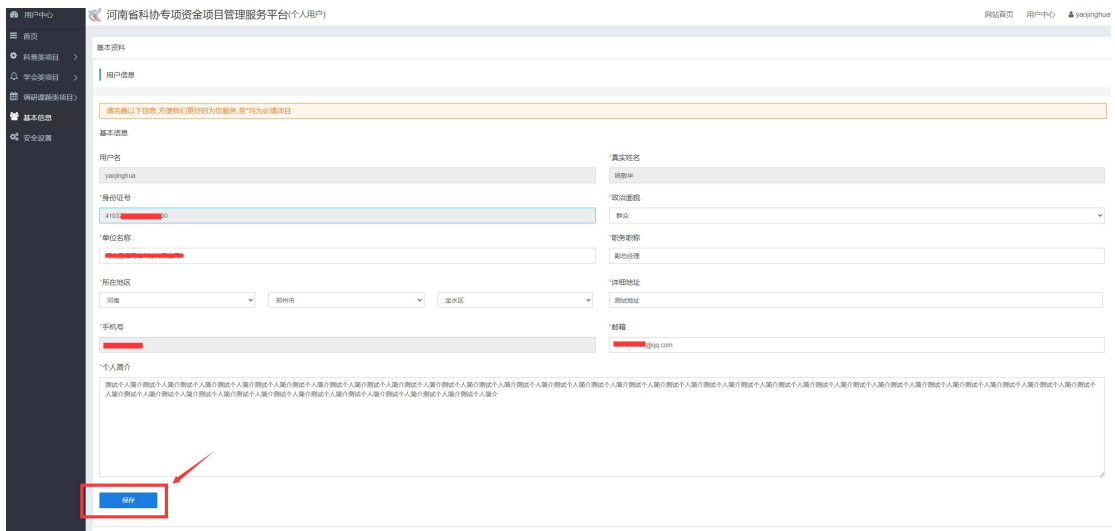 用户中心
河南省科协专项资金项目管理服务平台(个人用户)
网站首页 用户中心 yaojinghua
首页
科普类项目
学会类项目
调研课题类项目
基本信息
安全设置
基本资料
用户信息
请完善以下信息,方便我们更好的为您服务,带*均为必填项目
基本信息
用户名
yaojinghua
*真实姓名
姚敬华
*身份证号
4103
30
*政治面貌
群众
*单位名称
*职务职称
副总经理
*所在地区
河南 郑州市 金水区
*详细地址
测试地址
*手机号
*邮箱
@qq.com
*个人简介
测试个人简介测试个人简介测试个人简介测试个人简介测试个人简介测试个人简介测试个人简介测试个人简介测试个人简介测试个人简介测试个人简介测试个人简介测试个人简介测试个人简介测试个人简介测试个人简介测试个人简介测试个人简介测试个人简介测试个人简介测试个人简介测试个人简介测试个人简介测试个
人简介测试个人简介测试个人简介测试个人简介测试个人简介测试个人简介测试个人简介测试个人简介测试个人简介
保存